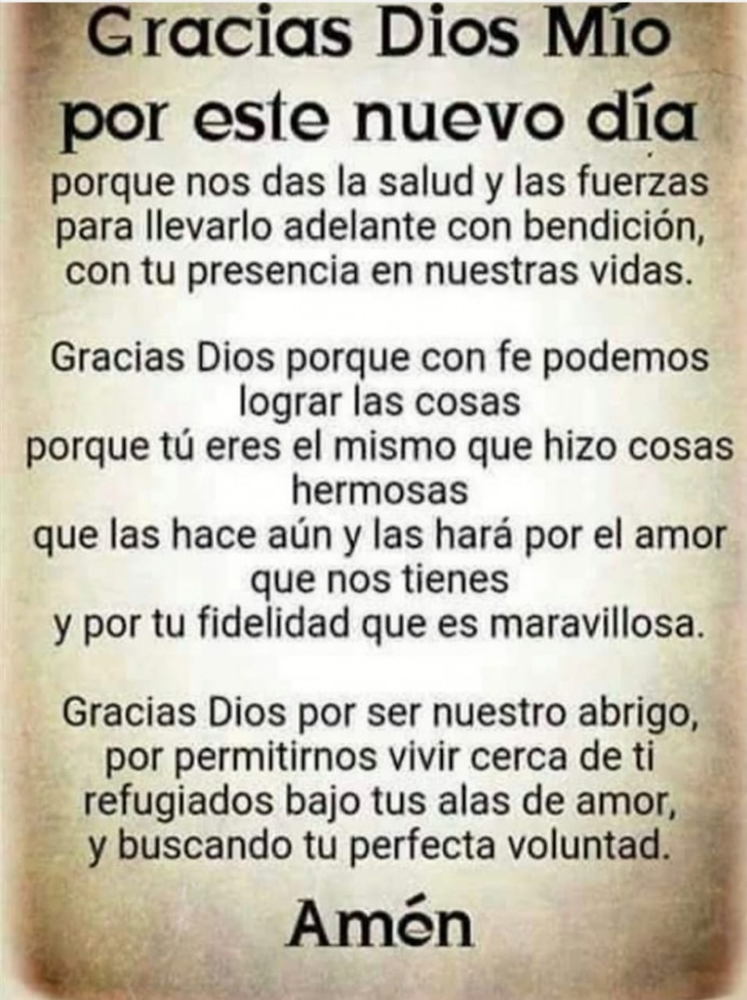 Gracias Dios Mío
por este nuevo día
porque nos das la salud y las fuerzas
para llevarlo adelante con bendición,
con tu presencia en nuestras vidas.
Gracias Dios porque con fe podemos
lograr las cosas
porque tú eres el mismo que hizo cosas
hermosas
que las hace aún y las hará por el amor
que nos tienes
y por tu fidelidad que es maravillosa.
Gracias Dios por ser nuestro abrigo,
por permitirnos vivir cerca de ti
refugiados bajo tus alas de amor,
y buscando tu perfecta voluntad.
Amén